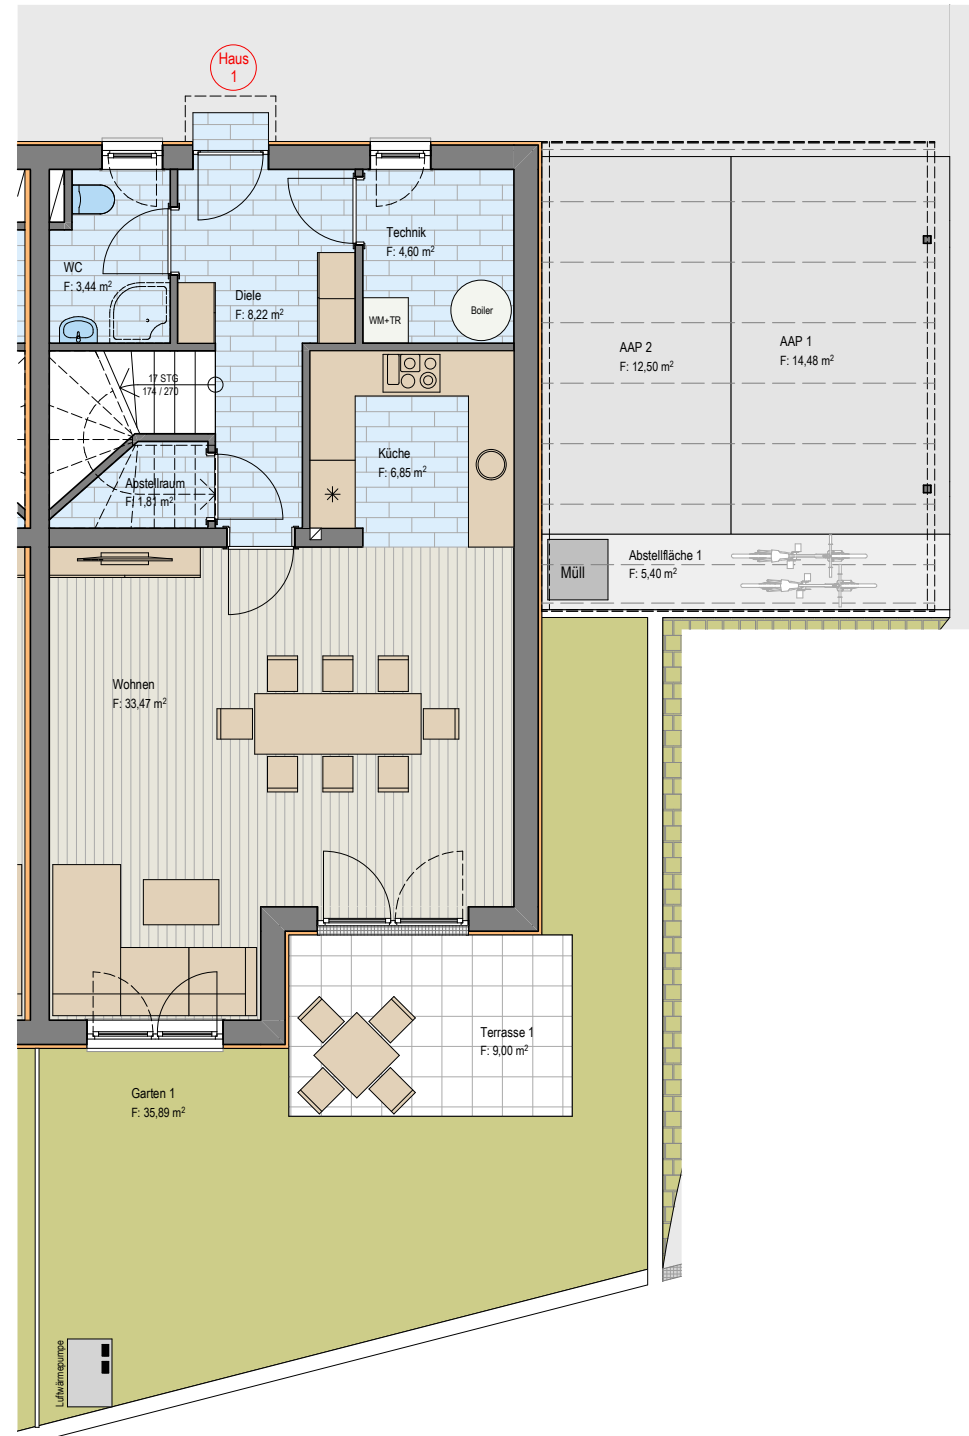 Haus
1
Technik
F: 4,60 m²
WC
F: 3,44 m²
Diele
F: 8,22 m²
WM+TR
Boiler
AAP 2
F: 12,50 m²
AAP 1
F: 14,48 m²
17 STG
174 / 270
Küche
F: 6,85 m²
Abstellraum
F: 1,81 m²
Müll
Abstellfläche 1
F: 5,40 m²
Wohnen
F: 33,47 m²
Terrasse 1
F: 9,00 m²
Garten 1
F: 35,89 m²
Luftwärmepumpe